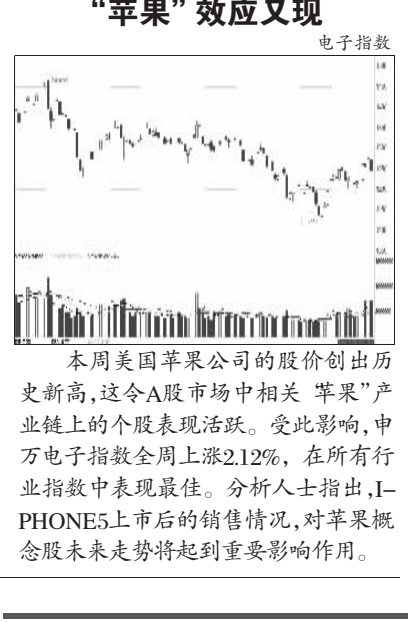 “苹果”效应又现
电子指数
本周美国苹果公司的股价创出历
史新高,这令A股市场中相关 苹果”产
业链上的个股表现活跃。受此影响,申
万电子指数全周上涨2.12%, 在所有行
业指数中表现最佳。分析人士指出,I-
PHONE5上市后的销售情况,对苹果概
念股未来走势将起到重要影响作用。